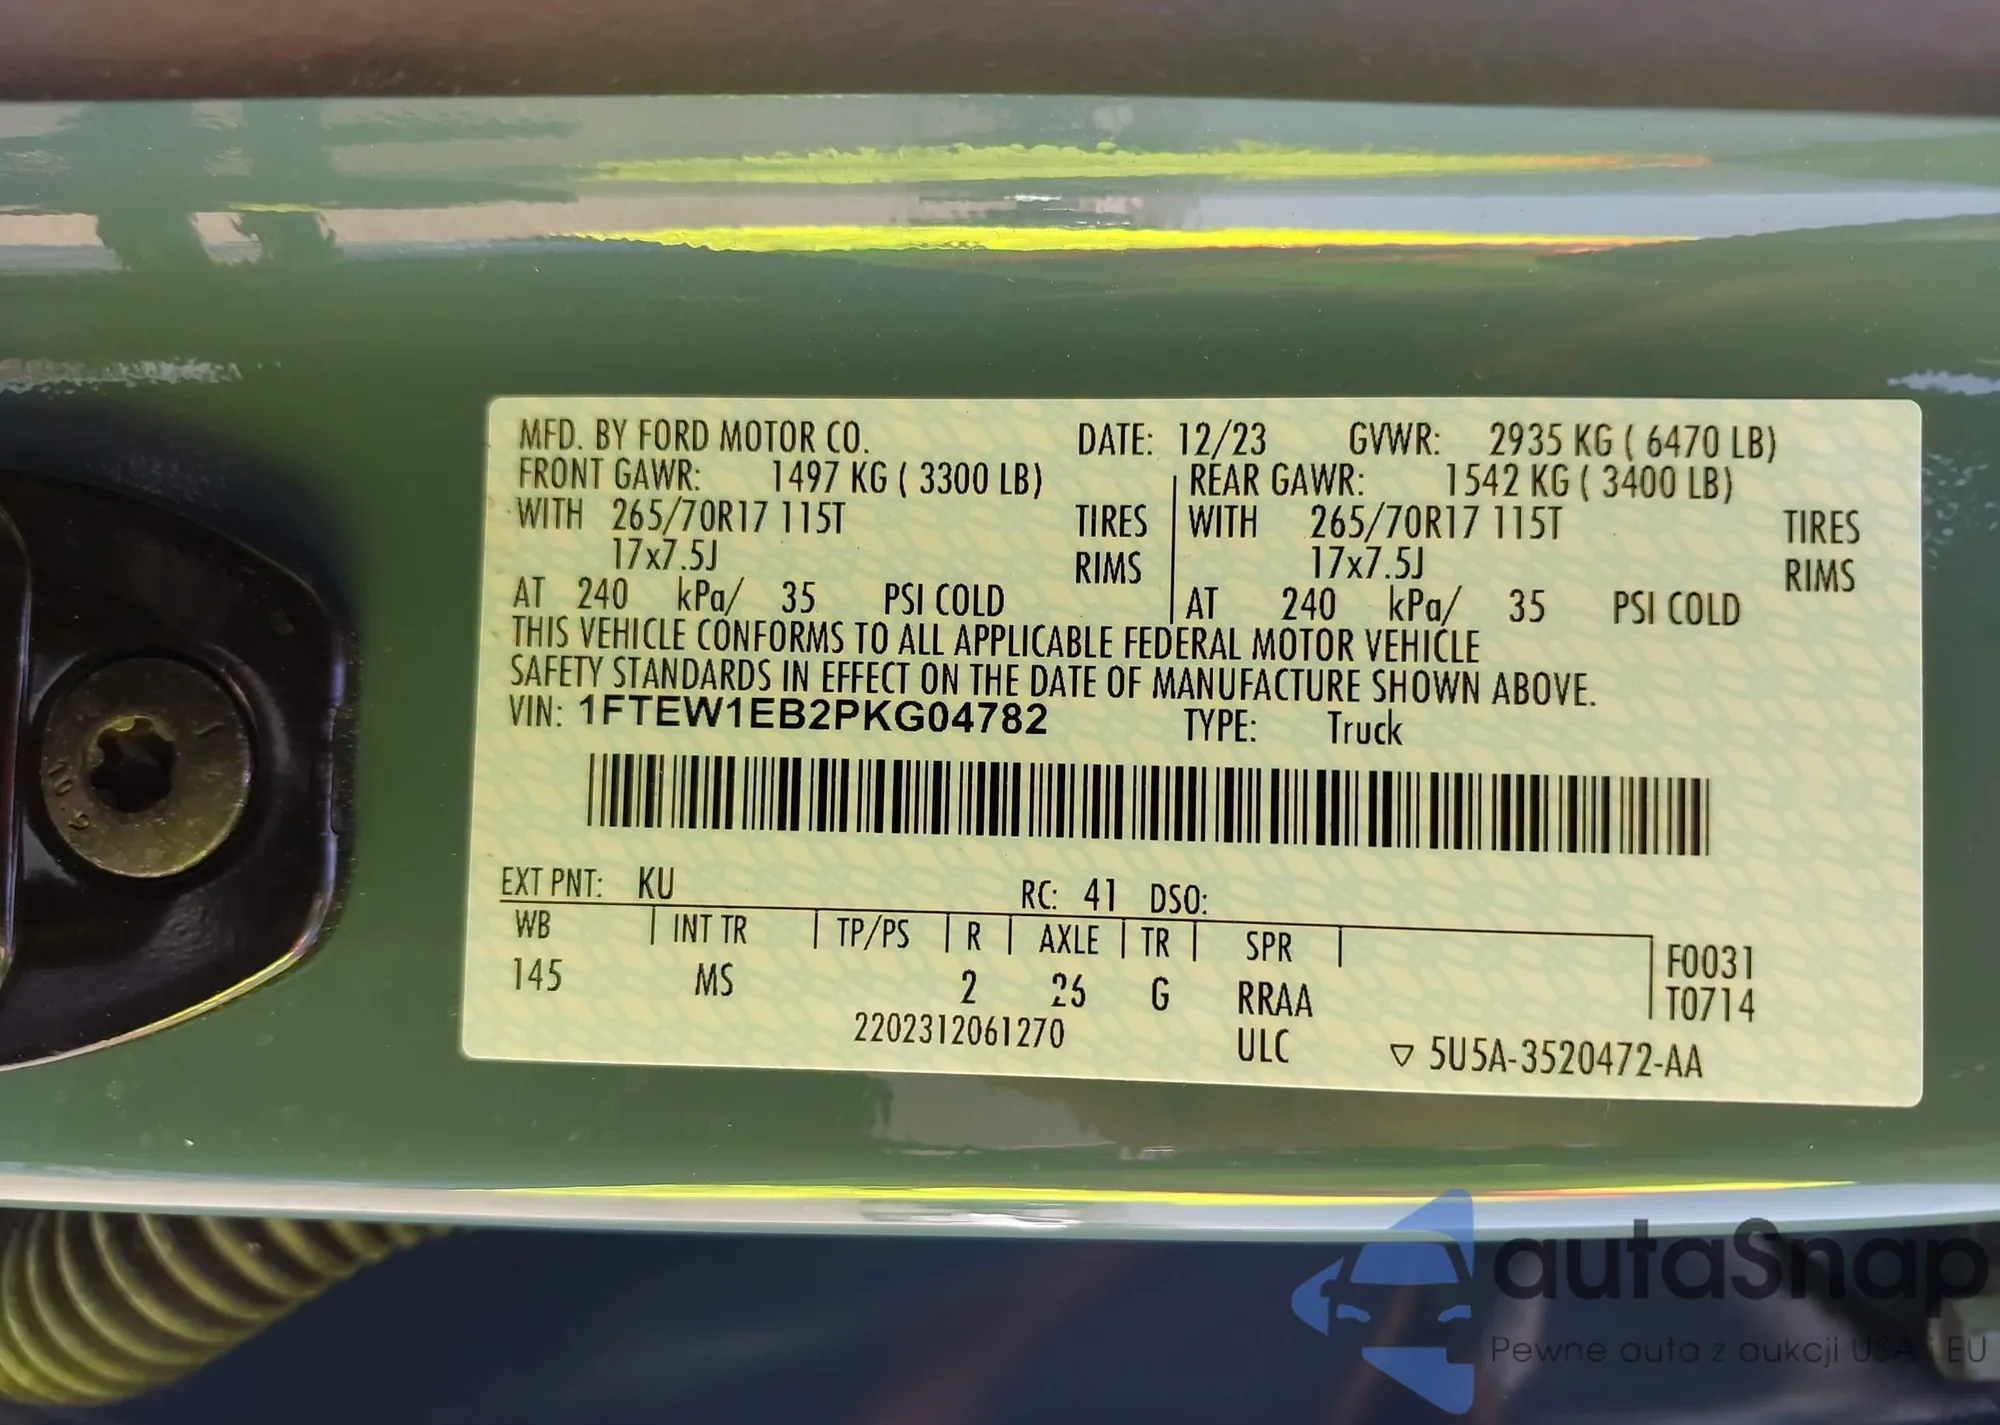 MFD. BY FORD MOTOR CO. DATE: 12/23 GVWR: 2935 KG ( 6470 LB)
FRONT GAWR: 1497 KG ( 3300 LB) REAR GAWR: 1542 KG ( 3400 LB)
WITH 265/70R17 115T TIRES WITH 265/70R17 115T TIRES
17x7.5J RIMS 17x7.5J RIMS
AT 240 kPa/ 35 PSI COLD AT 240 kPa/ 35 PSI COLD
THIS VEHICLE CONFORMS TO ALL APPLICABLE FEDERAL MOTOR VEHICLE
SAFETY STANDARDS IN EFFECT ON THE DATE OF MANUFACTURE SHOWN ABOVE.
VIN: 1FTEW1EB2PKG04782 TYPE: Truck
EXT PNT: KU RC: 41 DSO:
WB INT TR TP/PS R AXLE TR SPR F0031
145 MS 2 26 G RRAA T0714
2202312061270 ULC ▽ 5U5A-3520472-AA
10.9
autaSnap
Pewne auta z aukcji USA i EU